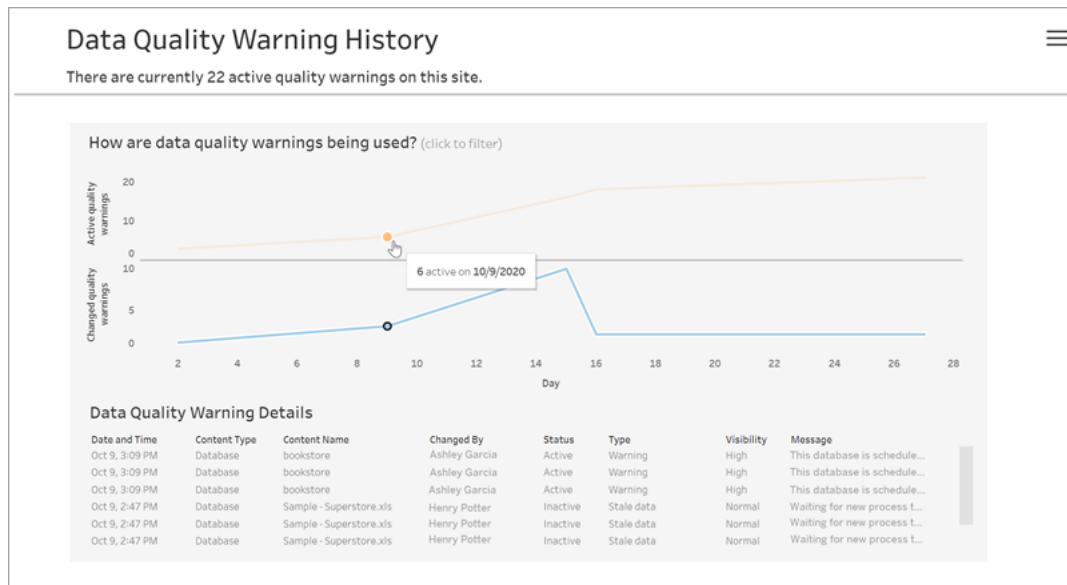 Data Quality Warning History
There are currently 22 active quality warnings on this site.
How are data quality warnings being used? (click to filter)
Active quality
warnings
20
10
0
6 active on 10/9/2020
Changed quality
warnings
10
5
0
2 4 6 8 10 12 14 16 18 20 22 24 26 28
Day
Data Quality Warning Details
Date and Time Content Type Content Name Changed By Status Type Visibility Message
Oct 9, 3:09 PM Database bookstore Ashley Garcia Active Warning High This database is schedule...
Oct 9, 3:09 PM Database bookstore Ashley Garcia Active Warning High This database is schedule...
Oct 9, 3:09 PM Database bookstore Ashley Garcia Active Warning High This database is schedule...
Oct 9, 2:47 PM Database Sample - Superstore.xls Henry Potter Inactive Stale data Normal Waiting for new process t...
Oct 9, 2:47 PM Database Sample - Superstore.xls Henry Potter Inactive Stale data Normal Waiting for new process t...
Oct 9, 2:47 PM Database Sample - Superstore.xls Henry Potter Inactive Stale data Normal Waiting for new process t...